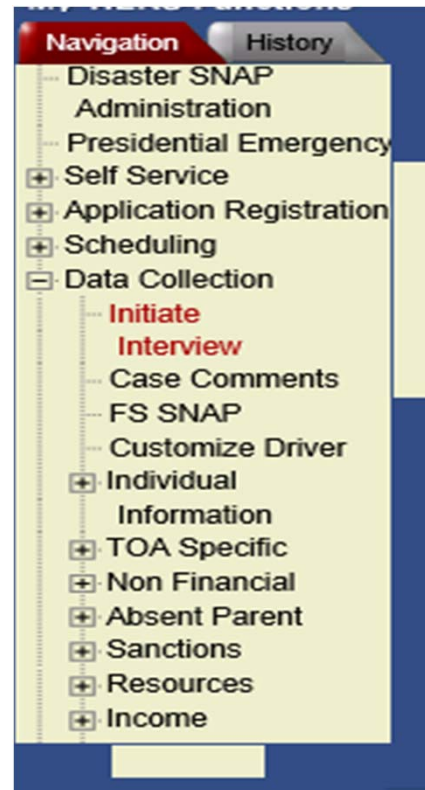 Navigation History
Disaster SNAP
Administration
Presidential Emergency
Self Service
Application Registration
Scheduling
Data Collection
Initiate
Interview
Case Comments
FS SNAP
Customize Driver
Individual
Information
TOA Specific
Non Financial
Absent Parent
Sanctions
Resources
Income